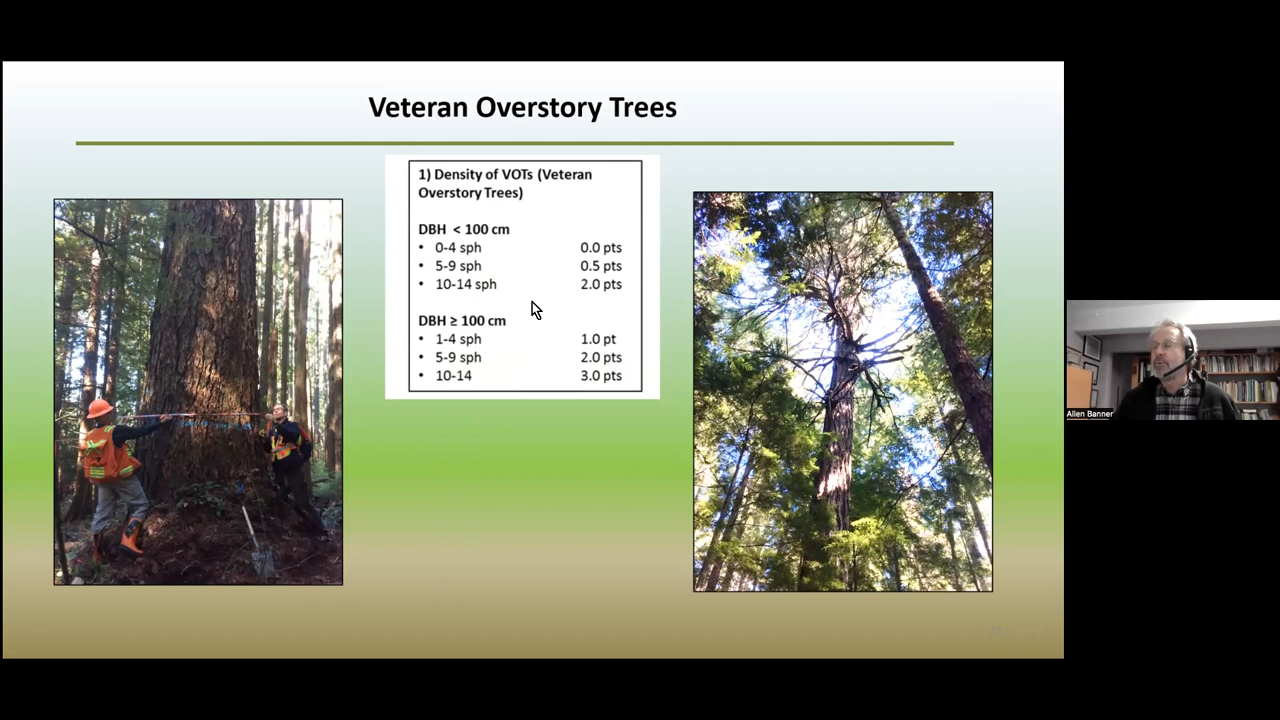 Veteran Overstory Trees
1) Density of VOTs (Veteran
Overstory Trees)
DBH < 100 cm
• 0-4 sph 0.0 pts
• 5-9 sph 0.5 pts
• 10-14 sph 2.0 pts
DBH ≥ 100 cm
• 1-4 sph 1.0 pt
• 5-9 sph 2.0 pts
• 10-14 3.0 pts
Allen Banner